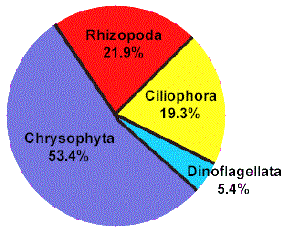 Rhizopoda
21.9%
Ciliophora
19.3%
Chrysophyta
53.4%
Dinoflagellata
5.4%